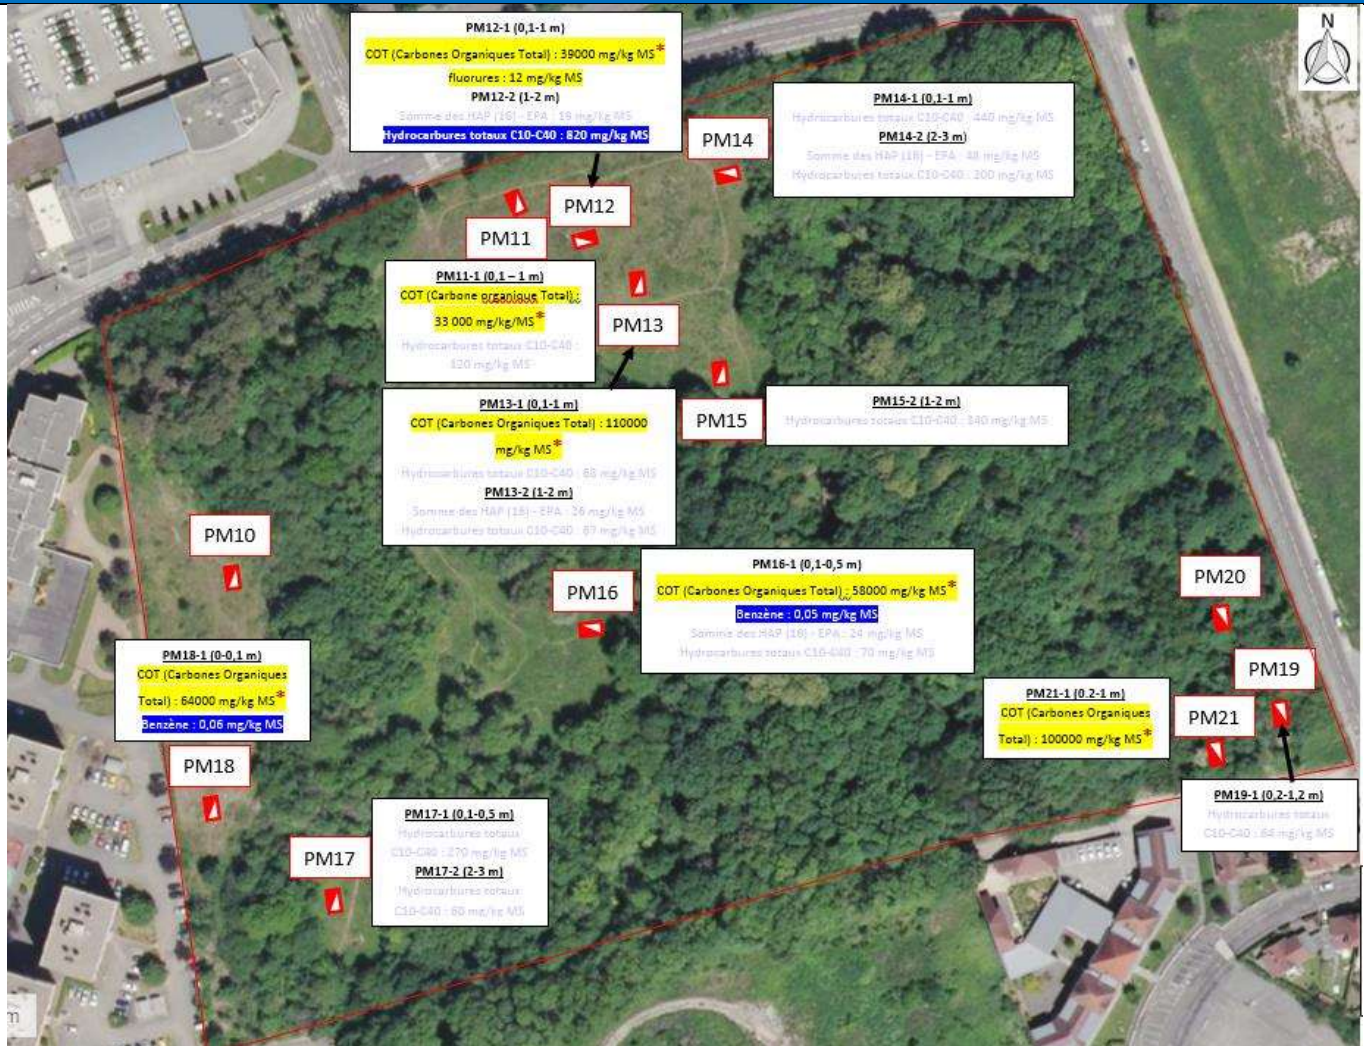 PM12-1 (0,1-1 m)
COT (Carbones Organiques Total) : 39000 mg/kg MS*
fluorures : 12 mg/kg MS
PM12-2 (1-2 m)
Somme des HAP (16) - EPA : 19 mg/kg MS
Hydrocarbures totaux C10-C40 : 820 mg/kg MS
N
PM14-1 (0,1-1 m)
Hydrocarbures totaux C10-C40 : 440 mg/kg MS
PM14-2 (2-3 m)
Somme des HAP (16) - EPA : 48 mg/kg MS
Hydrocarbures totaux C10-C40 : 200 mg/kg MS
PM14
PM12
PM11
PM11-1 (0,1 – 1 m)
COT (Carbone organique Total) :
33 000 mg/kg/MS*
Hydrocarbures totaux C10-C40 :
120 mg/kg MS
PM13
PM13-1 (0,1-1 m)
COT (Carbones Organiques Total) : 110000
mg/kg MS*
Hydrocarbures totaux C10-C40 : 68 mg/kg MS
PM13-2 (1-2 m)
Somme des HAP (16) - EPA : 26 mg/kg MS
Hydrocarbures totaux C10-C40 : 67 mg/kg MS
PM15
PM15-2 (1-2 m)
Hydrocarbures totaux C10-C40 : 340 mg/kg MS
PM10
PM16
PM16-1 (0,1-0,5 m)
COT (Carbones Organiques Total) : 58000 mg/kg MS*
Benzène : 0,05 mg/kg MS
Somme des HAP (16) - EPA : 24 mg/kg MS
Hydrocarbures totaux C10-C40 : 70 mg/kg MS
PM20
PM18-1 (0-0,1 m)
COT (Carbones Organiques
Total) : 64000 mg/kg MS*
Benzène : 0,06 mg/kg MS
PM19
PM21-1 (0.2-1 m)
COT (Carbones Organiques
Total) : 100000 mg/kg MS*
PM21
PM18
PM19-1 (0,2-1,2 m)
Hydrocarbures totaux
C10-C40 : 64 mg/kg MS
PM17-1 (0,1-0,5 m)
Hydrocarbures totaux
C10-C40 : 270 mg/kg MS
PM17-2 (2-3 m)
Hydrocarbures totaux
C10-C40 : 60 mg/kg MS
PM17
m